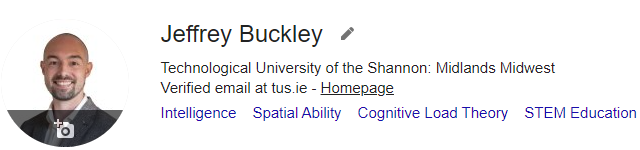 Jeffrey Buckley
Technological University of the Shannon: Midlands Midwest
Verified email at tus.ie - Homepage
Intelligence Spatial Ability Cognitive Load Theory STEM Education